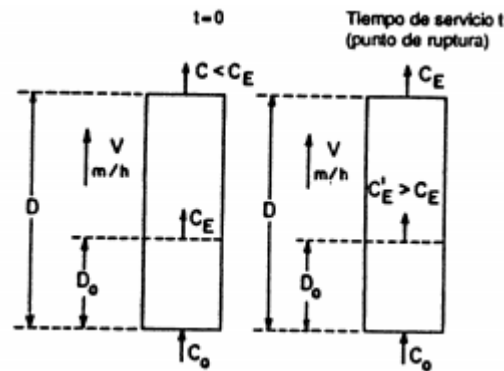 t=0
Tiempo de servicio t
(punto de ruptura)
C < C_E
C_E
V
m/h
V
m/h
D
D
C_E
C'_E > C_E
D_o
D_o
C_o
C_o